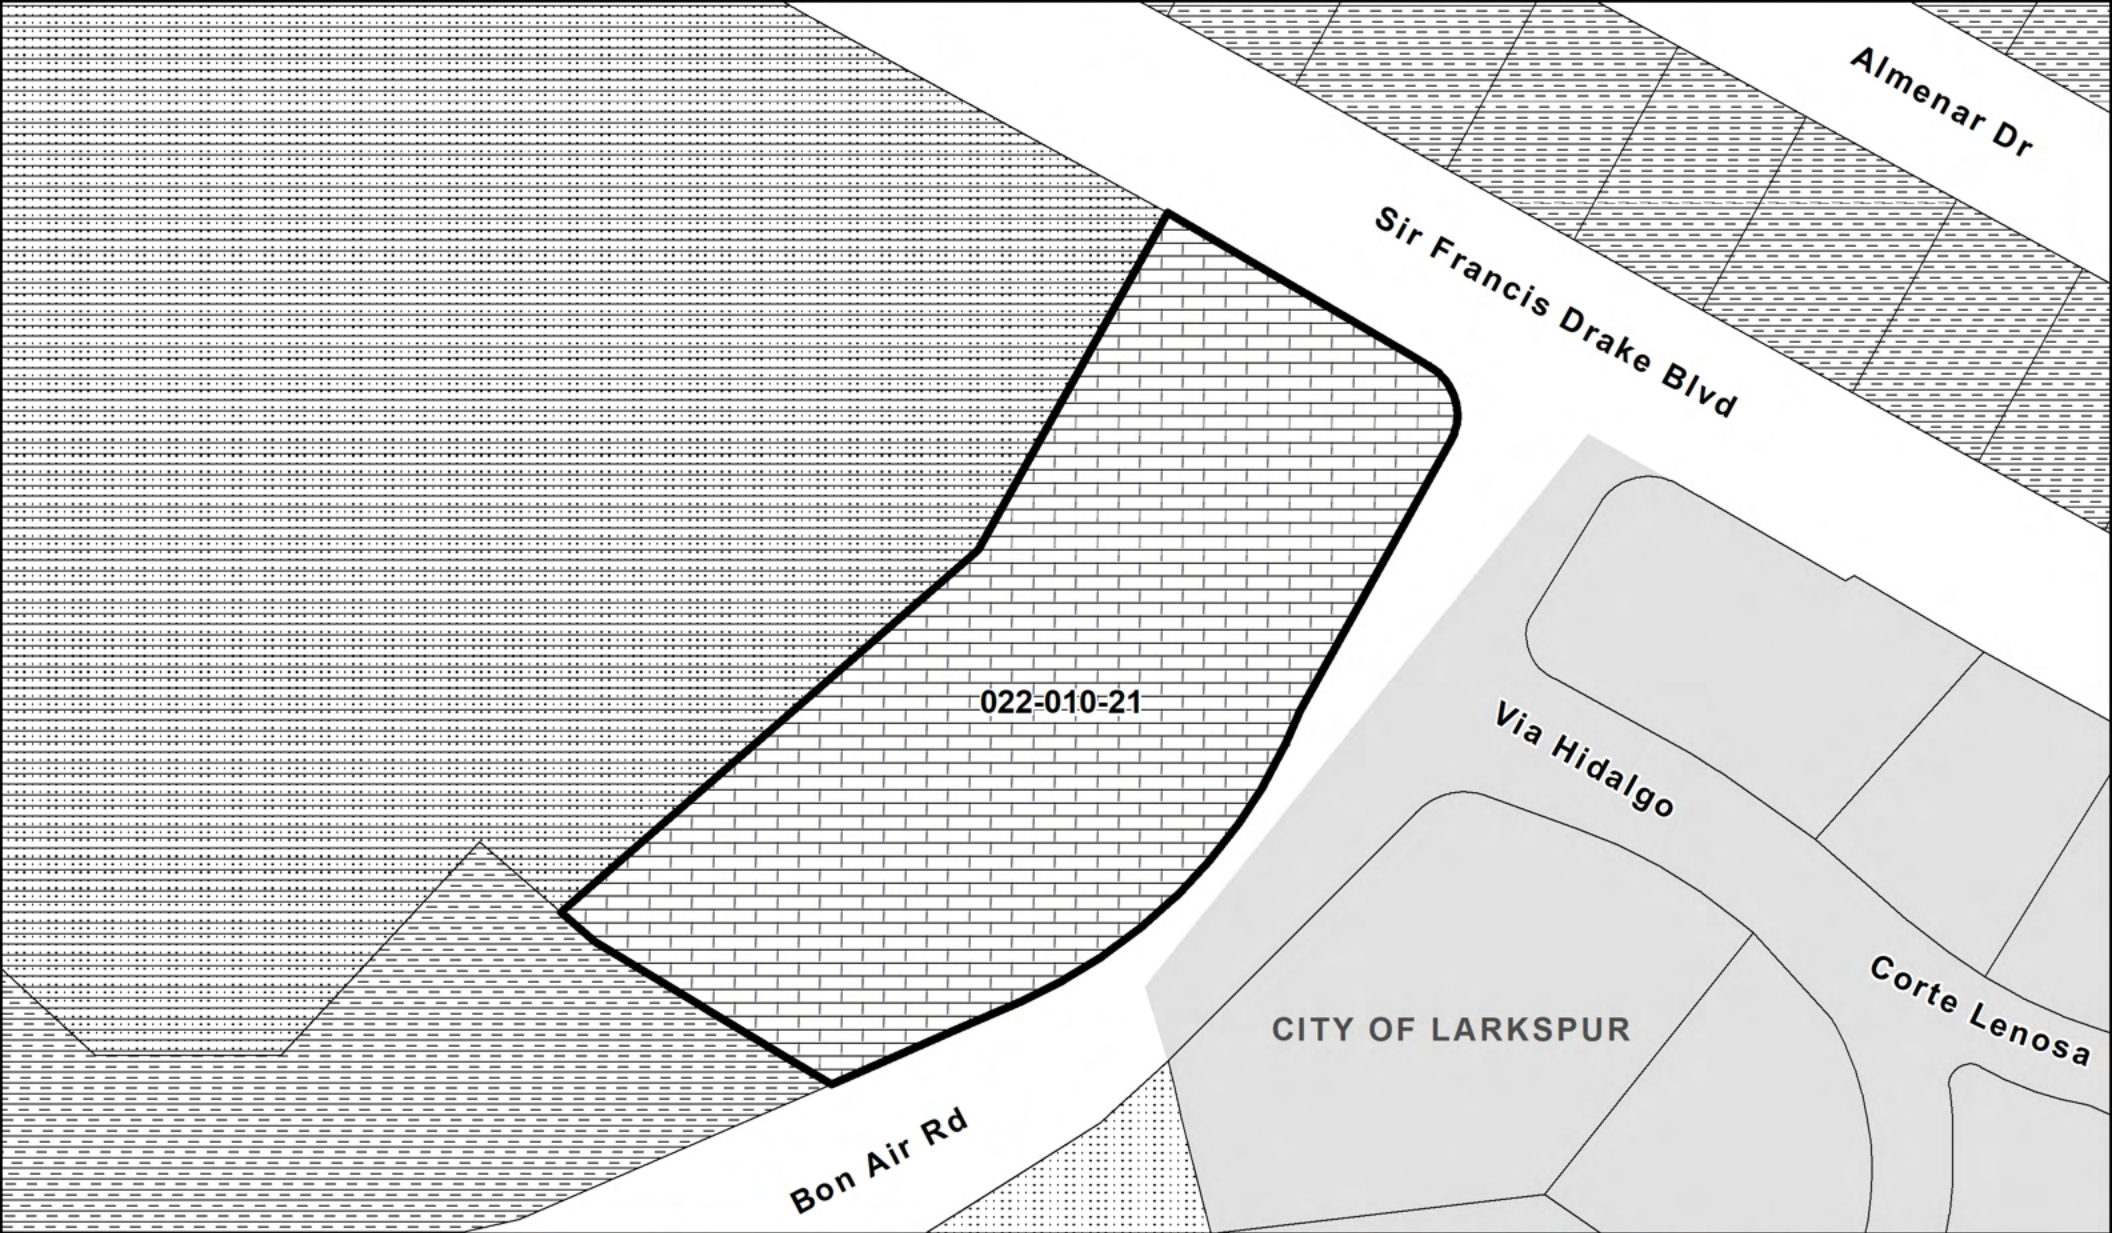 Almenar Dr
Sir Francis Drake Blvd
022-010-21
Via Hidalgo
Corte Lenosa
CITY OF LARKSPUR
Bon Air Rd